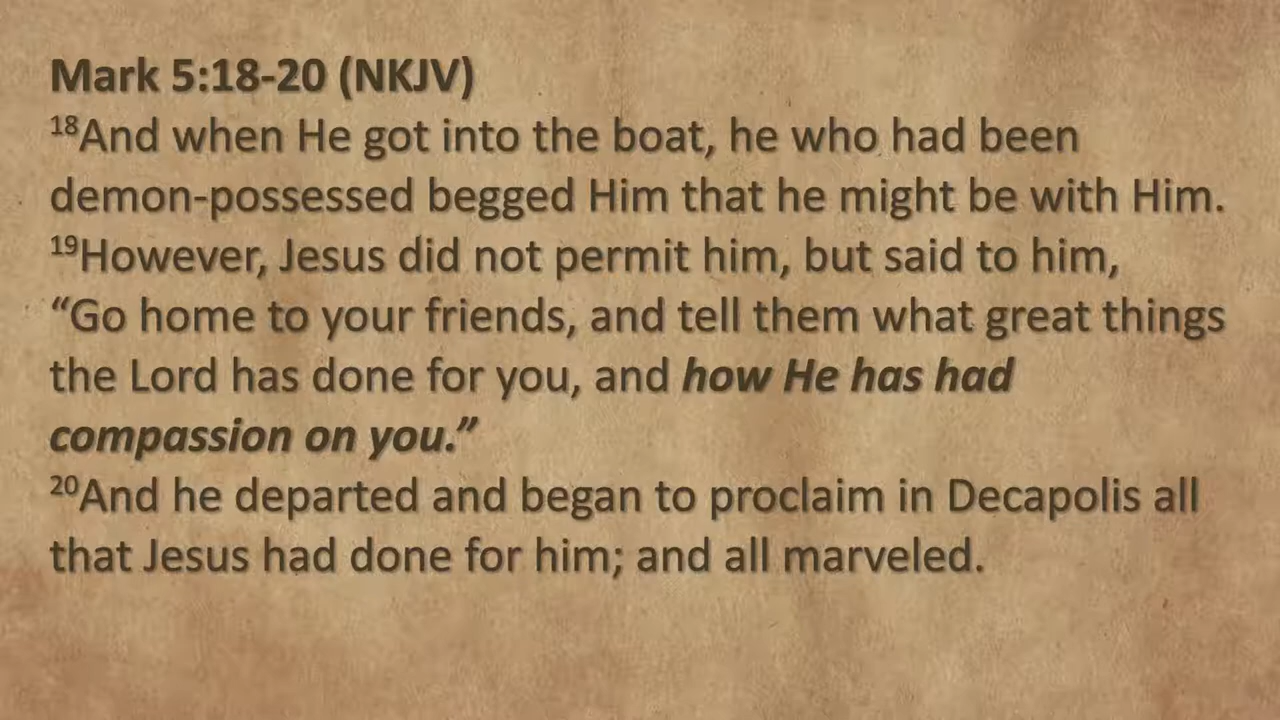 Mark 5:18-20 (NKJV)
18And when He got into the boat, he who had been
demon-possessed begged Him that he might be with Him.
19However, Jesus did not permit him, but said to him,
“Go home to your friends, and tell them what great things
the Lord has done for you, and how He has had
compassion on you.”
20And he departed and began to proclaim in Decapolis all
that Jesus had done for him; and all marveled.